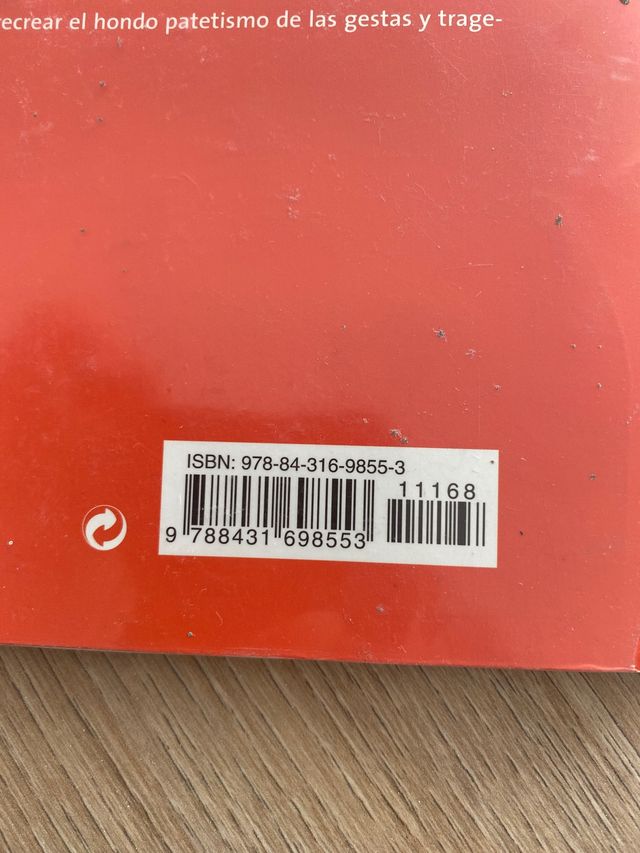 recrear el hondo patetismo de las gestas y trage-
ISBN: 978-84-316-9855-3
11168
9 788431 698553